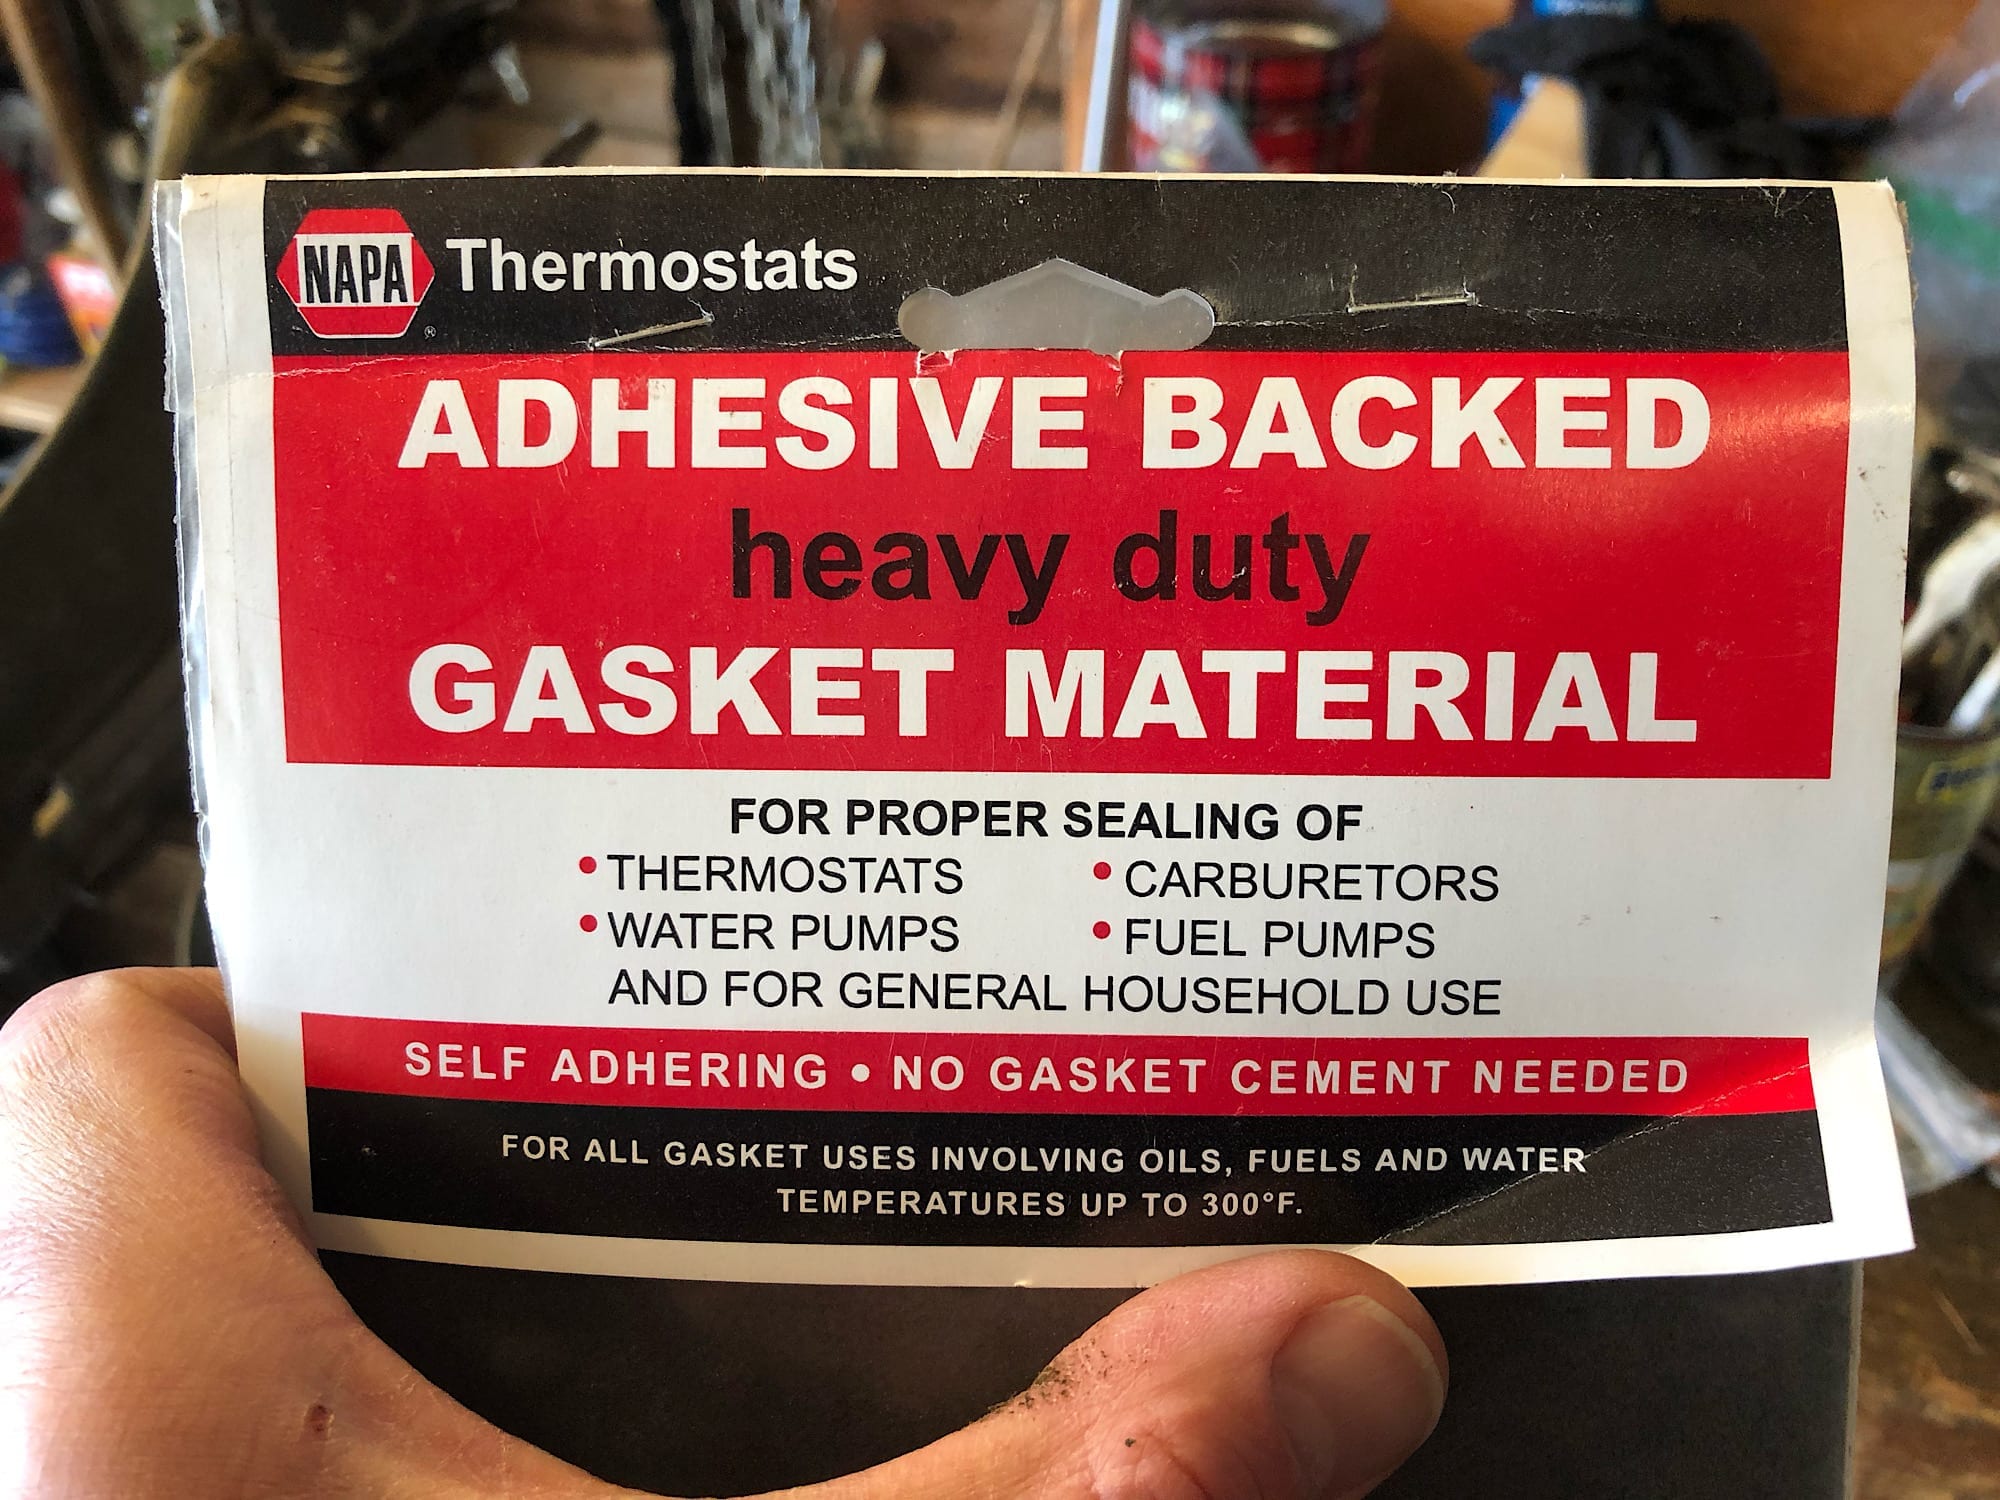 NAPA Thermostats
®
ADHESIVE BACKED
heavy duty
GASKET MATERIAL
FOR PROPER SEALING OF
• THERMOSTATS • CARBURETORS
• WATER PUMPS • FUEL PUMPS
AND FOR GENERAL HOUSEHOLD USE
SELF ADHERING • NO GASKET CEMENT NEEDED
FOR ALL GASKET USES INVOLVING OILS, FUELS AND WATER
TEMPERATURES UP TO 300°F.